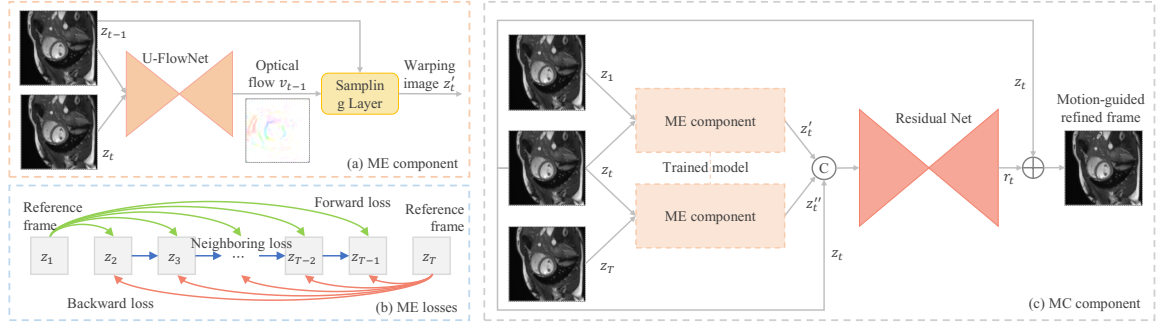 z_{t-1}
U-FlowNet
z_t
Optical
flow v_{t-1}
Samplin
g Layer
Warping
image z'_t
(a) ME component
Reference
frame
Forward loss
Reference
frame
z_1
z_2
z_3
Neighboring loss
...
z_{T-2}
z_{T-1}
z_T
Backward loss
(b) ME losses
z_1
z_t
z_T
ME component
Trained model
ME component
z'_t
z''_t
C
z_t
Residual Net
r_t
z_t
Motion-guided
refined frame
(c) MC component